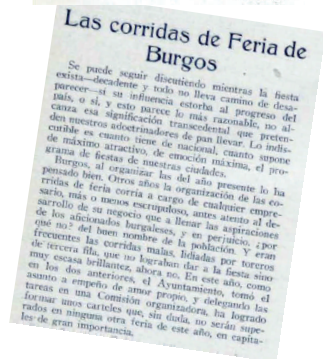 Las corridas de Feria de
Burgos
Se puede seguir discutiendo mientras la fiesta
exista—decadente y todo no lleva camino de desa-
parecer—si su influencia estorba al progreso del
país, o si, y esto parece lo más razonable, no al-
canza esa significación transcedental que preten-
den nuestros adoctrinadores de pan llevar. Lo indis-
curible es cuanto tiene de nacional, cuanto supone
de máximo atractivo, de emoción máxima, el pro-
grama de fiestas de nuestras ciudades.
Burgos, al organizar las del año presente lo ha
pensado bien. Otros años la organización de las co-
rridas de feria corría a cargo de cualquier empre-
sario, más o menos escrupuloso, antes atento al de-
sarrollo de su negocio que a llenar las aspiraciones
de los aficionados burgaleses, y en perjuicio, ¿por
qué no? del buen nombre de la población. Y eran
frecuentes las corridas malas, lidiadas por toreros
de tercera fila, que no lograban dar a la fiesta sino
muy escasa brillantez, ahora no. En este año, como
en los dos anteriores, el Ayuntamiento, tomó el
asunto a empeño de amor propio, y delegando las
tareas en una Comisión organizadora, ha logrado
formar unos carteles que, sin duda, no serán supe-
rados en ninguna otra feria de este año, en capita-
les de gran importancia.